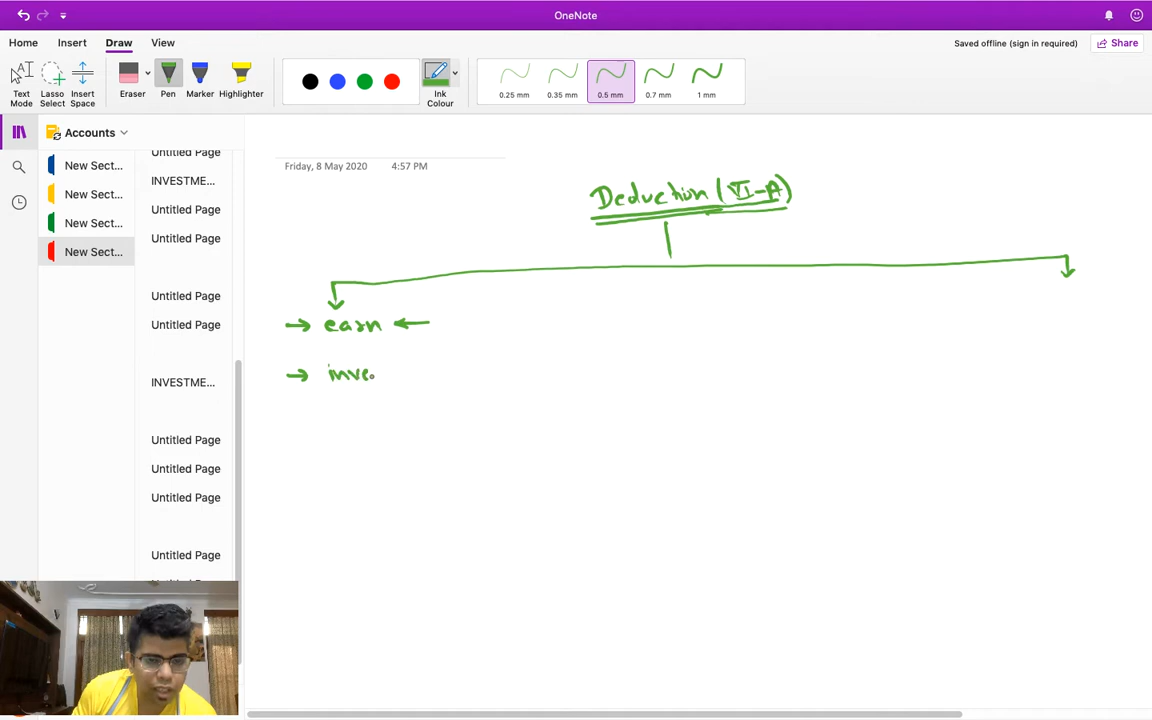 OneNote
Home Insert Draw View
Saved offline (sign in required) Share
Text Mode
Lasso Select
Insert Space
Eraser
Pen
Marker
Highlighter
Ink Colour
0.25 mm 0.35 mm 0.5 mm 0.7 mm 1 mm
Accounts
New Sect...
New Sect...
New Sect...
New Sect...
Untitled Page
INVESTME...
Untitled Page
Untitled Page
Untitled Page
Untitled Page
INVESTME...
Untitled Page
Untitled Page
Untitled Page
Untitled Page
Friday, 8 May 2020 4:57 PM
Deduction (VI-A)
→ earn ←
→ inve